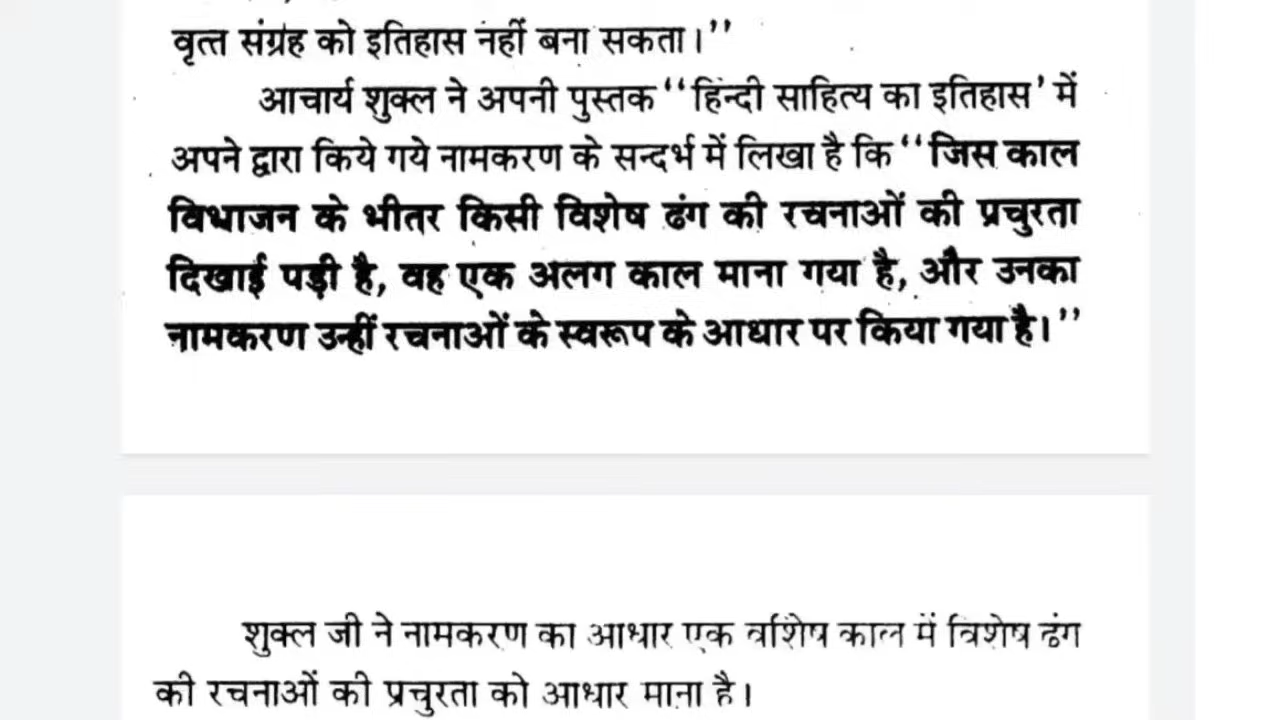 वृत्त संग्रह को इतिहास नहीं बना सकता।’’
आचार्य शुक्ल ने अपनी पुस्तक ‘‘हिन्दी साहित्य का इतिहास’ में
अपने द्वारा किये गये नामकरण के सन्दर्भ में लिखा है कि ‘‘जिस काल
विभाजन के भीतर किसी विशेष ढंग की रचनाओं की प्रचुरता
दिखाई पड़ी है, वह एक अलग काल माना गया है, और उनका
नामकरण उन्हीं रचनाओं के स्वरूप के आधार पर किया गया है।’’
शुक्ल जी ने नामकरण का आधार एक वशिेष काल में विशेष ढंग
की रचनाओं की प्रचुरता को आधार माना है।